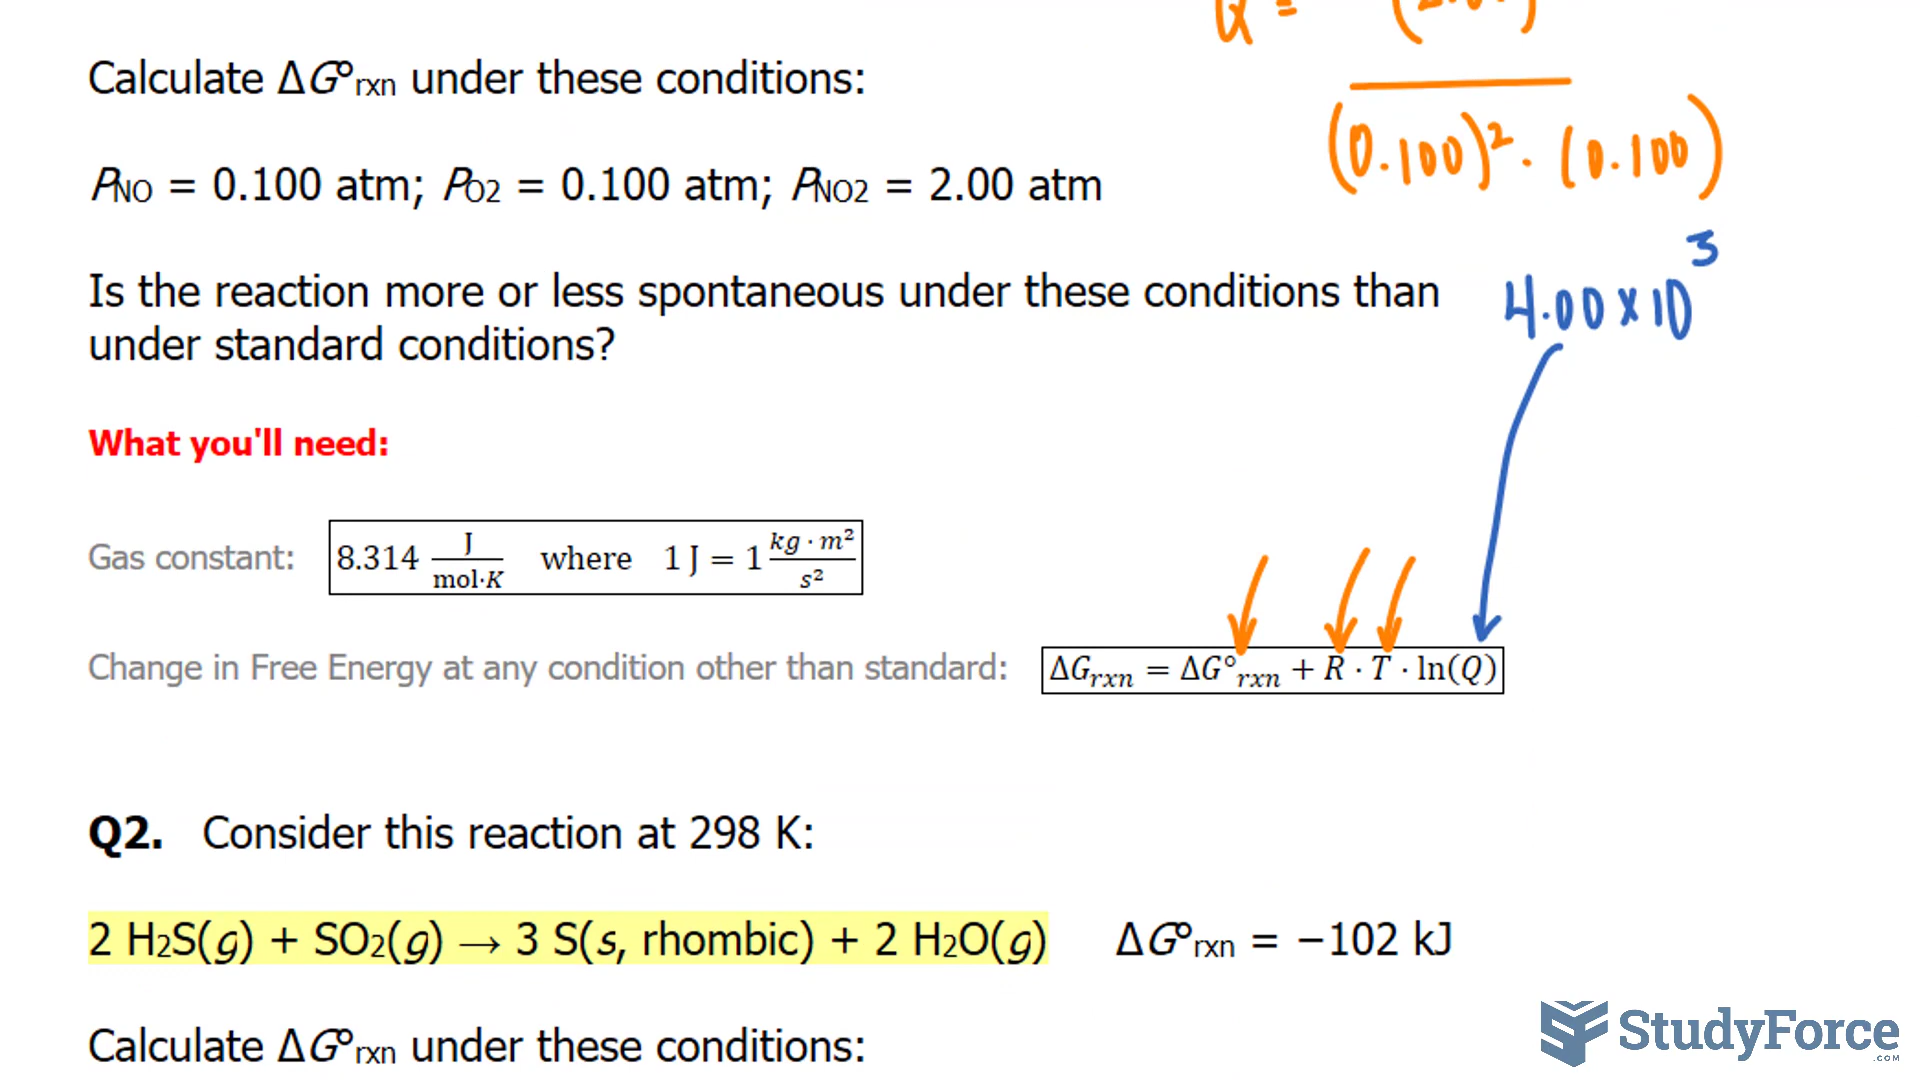 Q =
Calculate ΔG°rxn under these conditions:
(0.100)² · (0.100)
PNO = 0.100 atm; PO2 = 0.100 atm; PNO2 = 2.00 atm
Is the reaction more or less spontaneous under these conditions than
4.00 x 10³
under standard conditions?
What you'll need:
Gas constant: 8.314 J/mol·K where 1 J = 1 kg · m²/s²
Change in Free Energy at any condition other than standard: ΔGrxn = ΔG°rxn + R · T · ln(Q)
Q2. Consider this reaction at 298 K:
2 H2S(g) + SO2(g) → 3 S(s, rhombic) + 2 H2O(g) ΔG°rxn = −102 kJ
StudyForce
.COM
Calculate ΔG°rxn under these conditions: